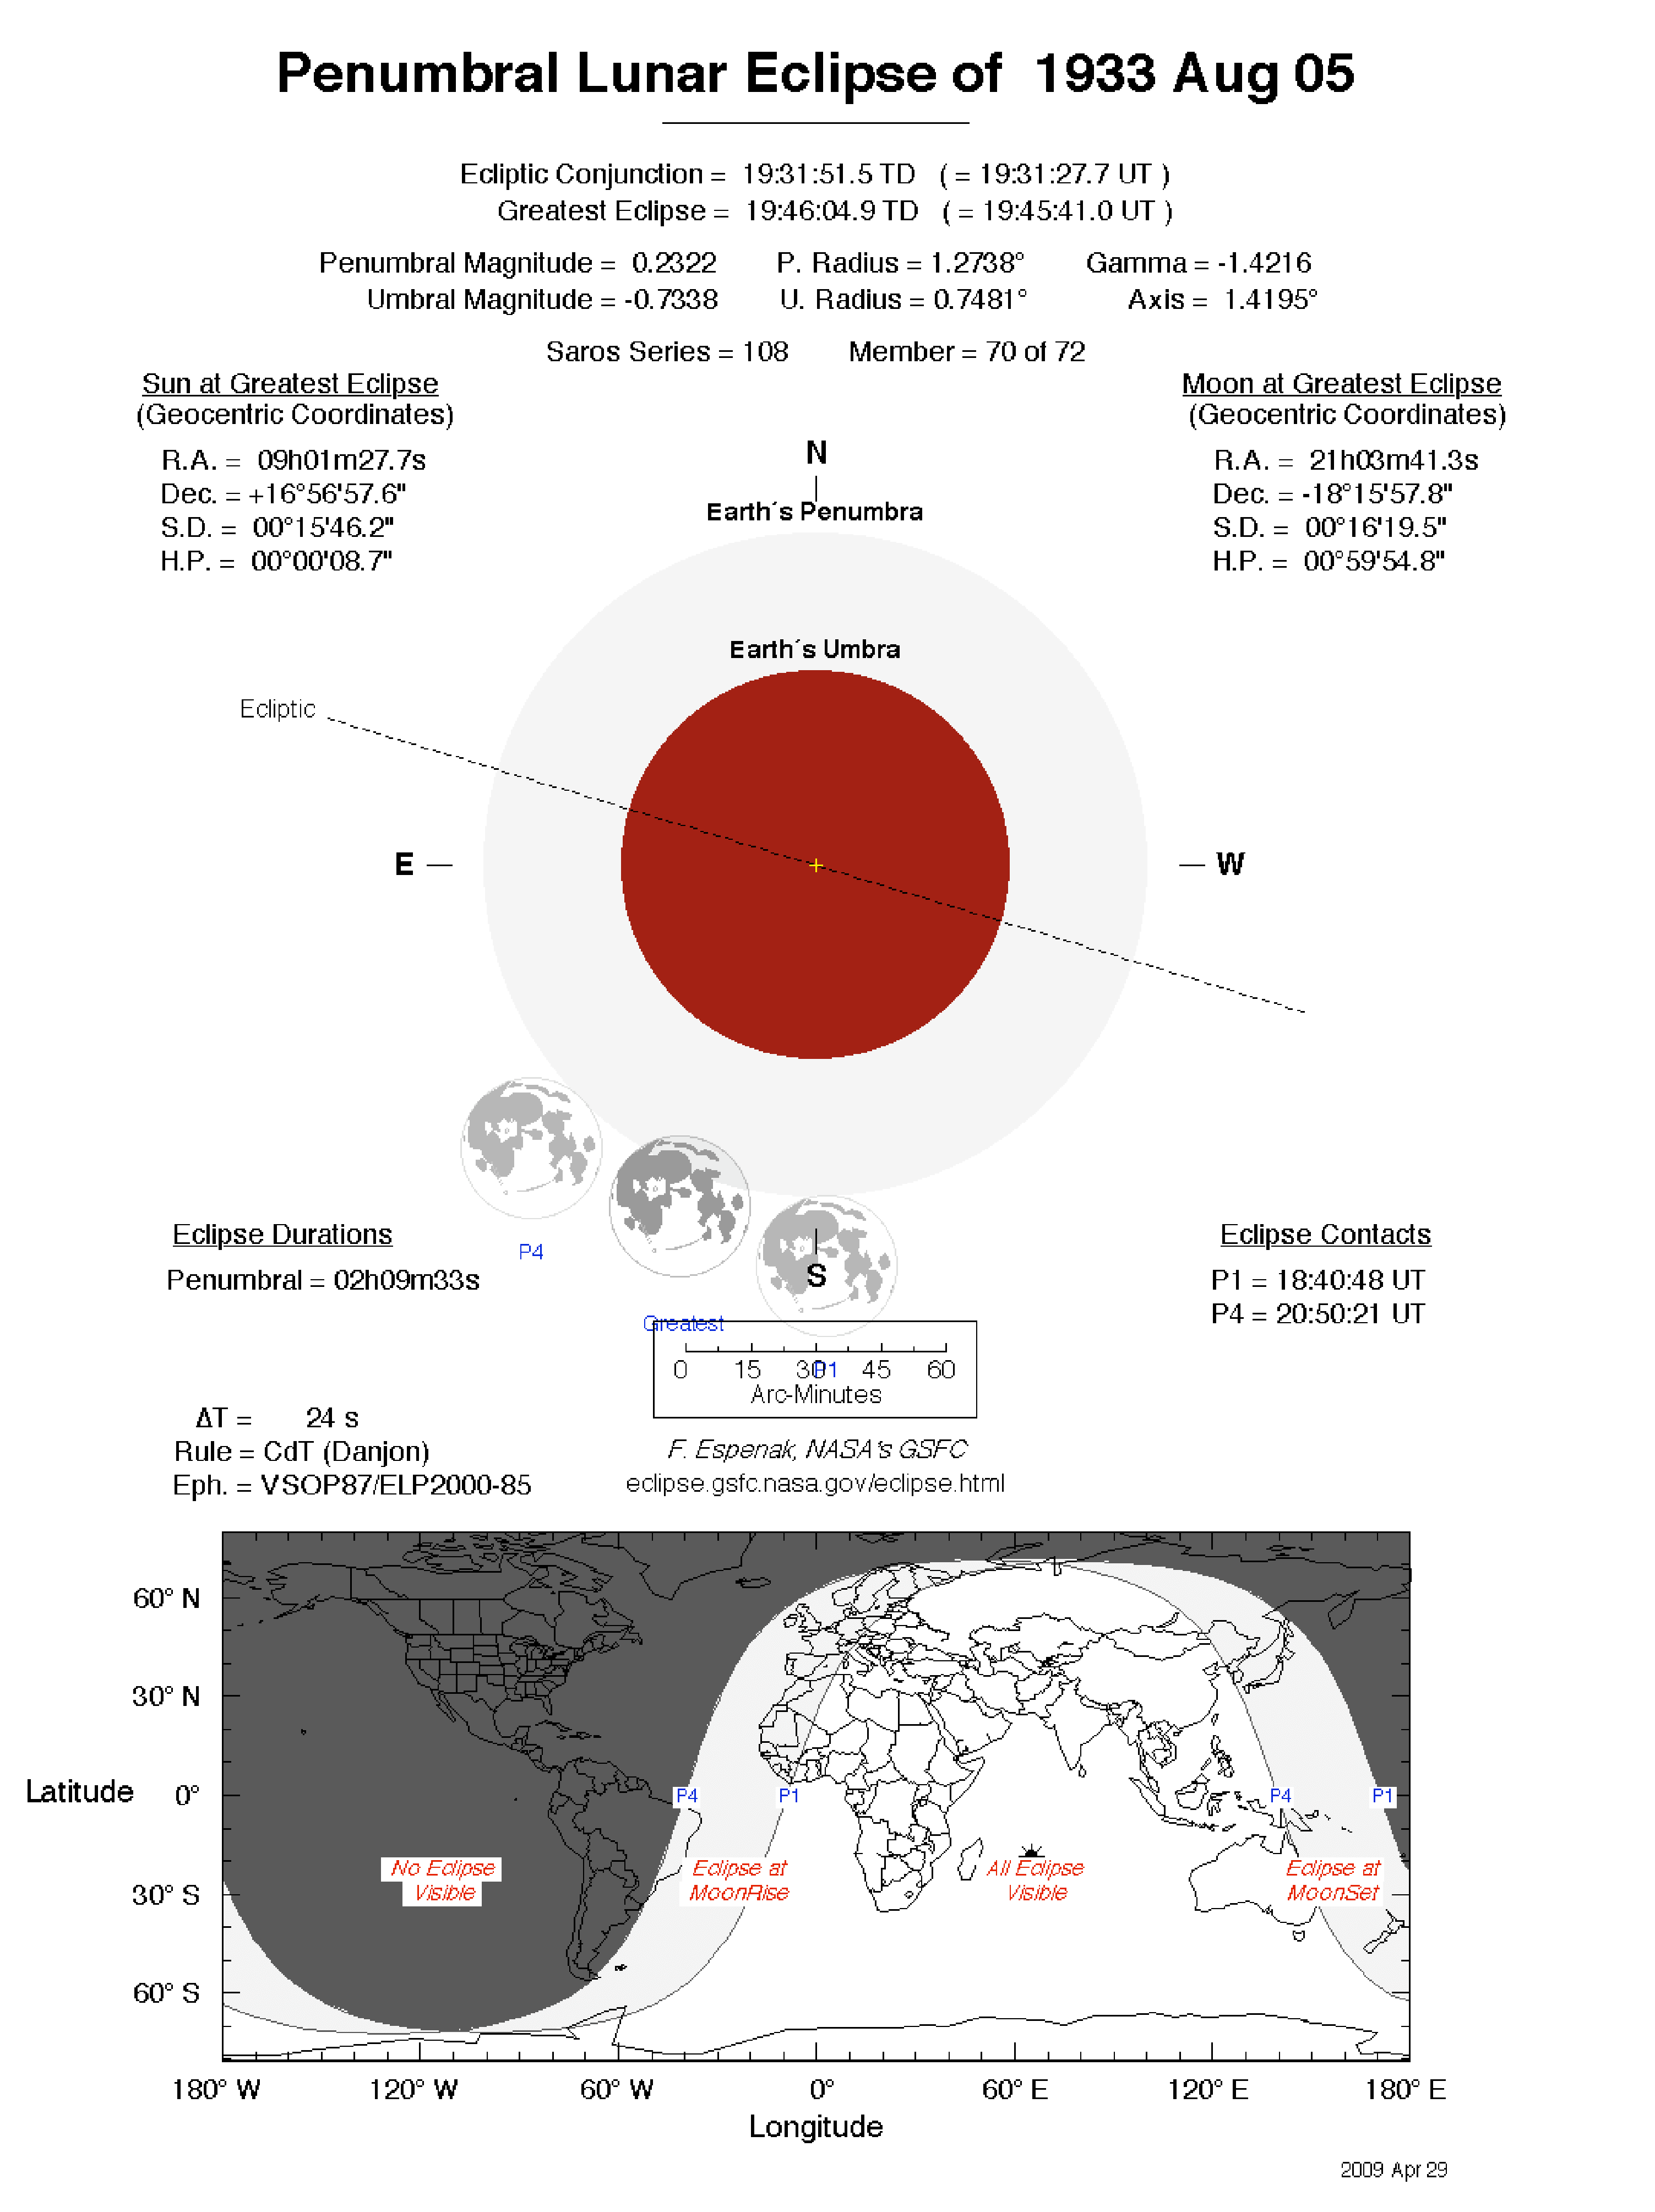 Penumbral Lunar Eclipse of 1933 Aug 05
Ecliptic Conjunction = 19:31:51.5 TD ( = 19:31:27.7 UT )
Greatest Eclipse = 19:46:04.9 TD ( = 19:45:41.0 UT )
Penumbral Magnitude = 0.2322 P. Radius = 1.2738° Gamma = -1.4216
Umbral Magnitude = -0.7338 U. Radius = 0.7481° Axis = 1.4195°
Saros Series = 108 Member = 70 of 72
Sun at Greatest Eclipse
(Geocentric Coordinates)
R.A. = 09h01m27.7s
Dec. = +16°56'57.6"
S.D. = 00°15'46.2"
H.P. = 00°00'08.7"
Moon at Greatest Eclipse
(Geocentric Coordinates)
R.A. = 21h03m41.3s
Dec. = -18°15'57.8"
S.D. = 00°16'19.5"
H.P. = 00°59'54.8"
N
Earth´s Penumbra
Earth´s Umbra
Ecliptic
E
W
P4
S
Greatest
P1
Eclipse Durations
Penumbral = 02h09m33s
Eclipse Contacts
P1 = 18:40:48 UT
P4 = 20:50:21 UT
0 15 30 45 60
Arc-Minutes
ΔT = 24 s
Rule = CdT (Danjon)
Eph. = VSOP87/ELP2000-85
F. Espenak, NASA's GSFC
eclipse.gsfc.nasa.gov/eclipse.html
60° N
30° N
Latitude 0°
30° S
60° S
P4 P1 P4 P1
No Eclipse
Visible
Eclipse at
MoonRise
All Eclipse
Visible
Eclipse at
MoonSet
180° W 120° W 60° W 0° 60° E 120° E 180° E
Longitude
2009 Apr 29